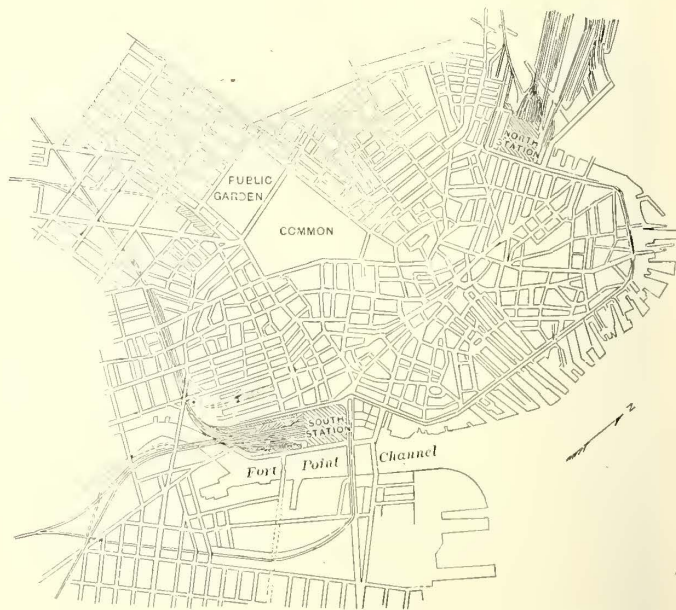 NORTH
STATION
PUBLIC
GARDEN
COMMON
SOUTH
STATION
Fort Point Channel
N